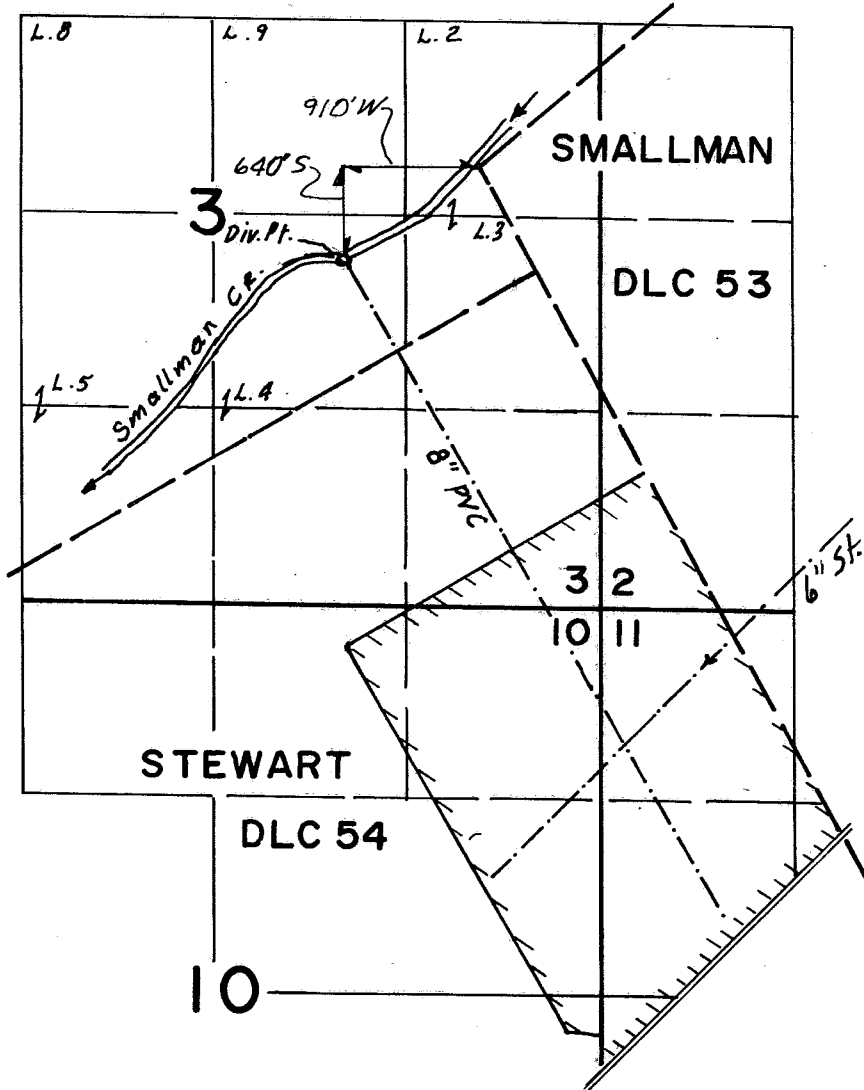 L.8 L.9 L.2
910'W
SMALLMAN
640'S
3
Div.Pt.
L.3
DLC 53
Smallman CR.
L.5 L.4
8" PVC
6" St.
3 2
10 11
STEWART
DLC 54
10